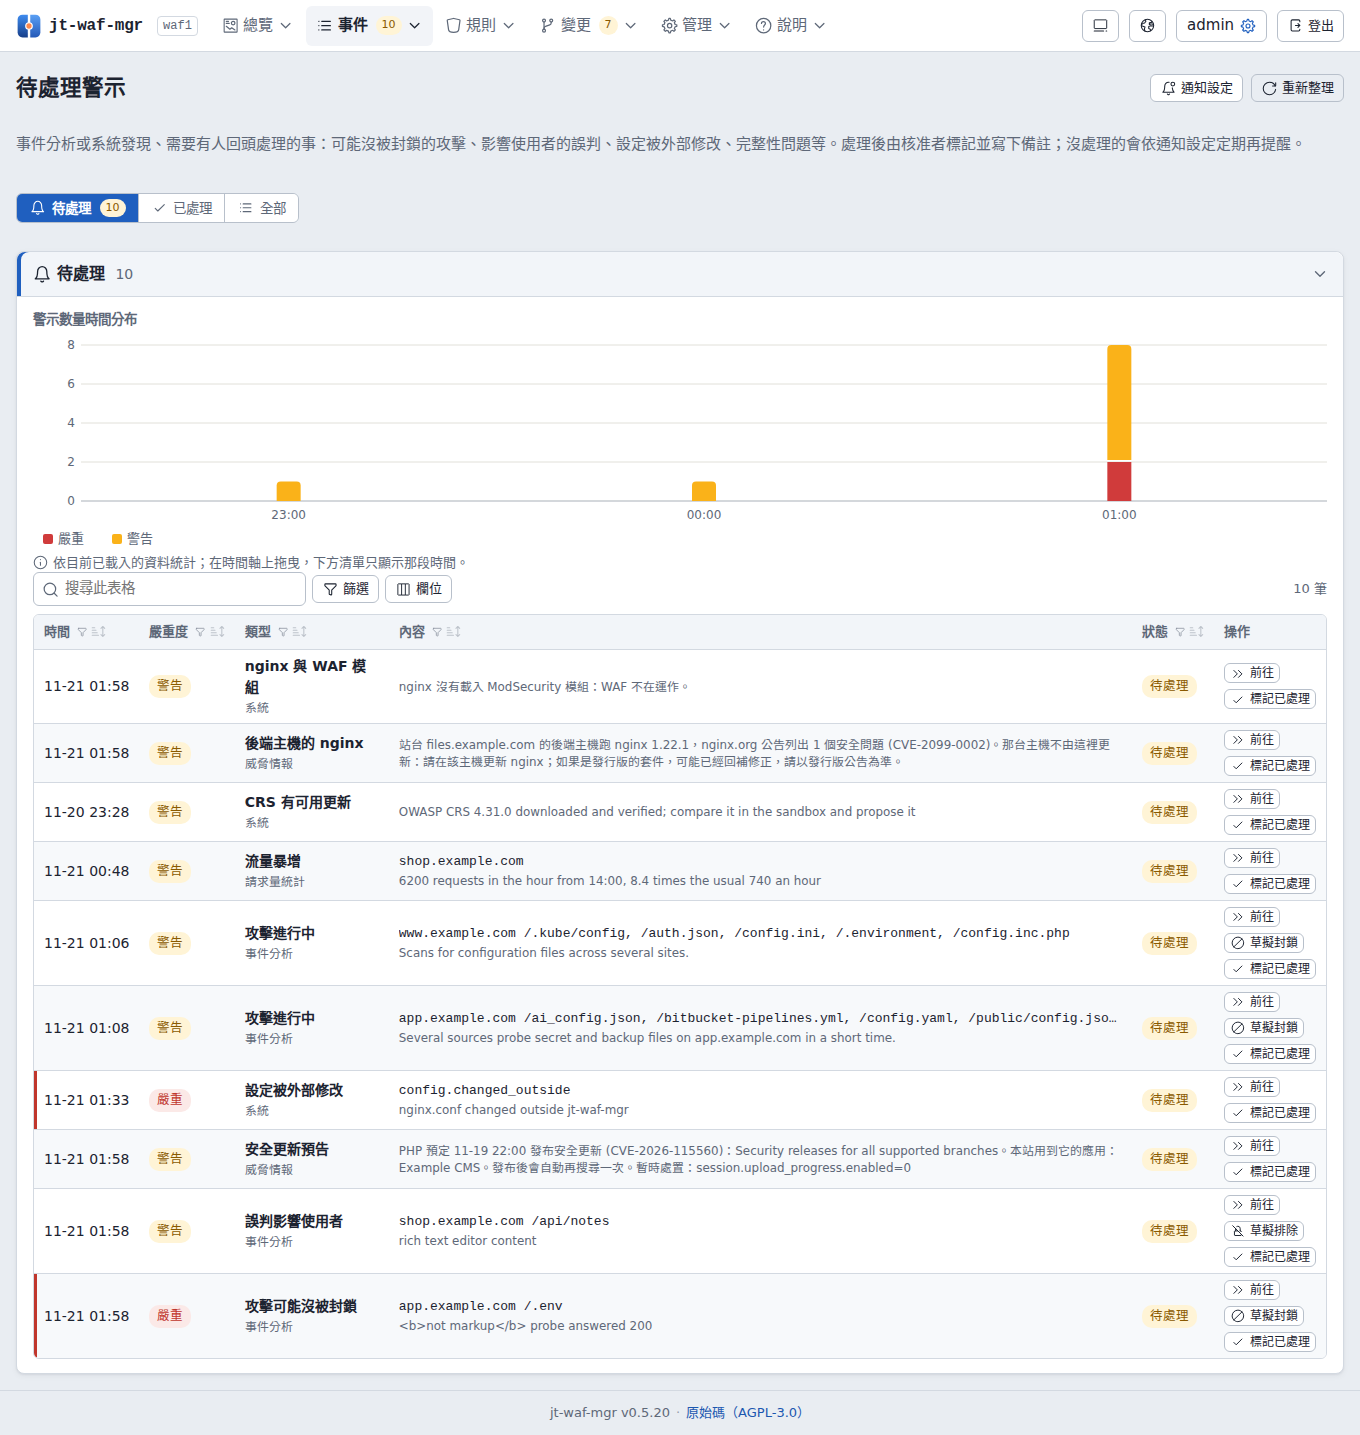 jt-waf-mgr waf1 總覽 事件 10 規則 變更 7 管理 說明 admin 登出
待處理警示 通知設定 重新整理
事件分析或系統發現、需要有人回頭處理的事：可能沒被封鎖的攻擊、影響使用者的誤判、設定被外部修改、完整性問題等。處理後由核准者標記並寫下備註；沒處理的會依通知設定定期再提醒。
待處理 10 已處理 全部
待處理 10
警示數量時間分布
8
6
4
2
0
23:00 00:00 01:00
嚴重 警告
依目前已載入的資料統計；在時間軸上拖曳，下方清單只顯示那段時間。
搜尋此表格 篩選 欄位 10 筆
時間 嚴重度 類型 內容 狀態 操作
11-21 01:58 警告 nginx 與 WAF 模組 系統 nginx 沒有載入 ModSecurity 模組：WAF 不在運作。 待處理 前往 標記已處理
11-21 01:58 警告 後端主機的 nginx 威脅情報 站台 files.example.com 的後端主機跑 nginx 1.22.1，nginx.org 公告列出 1 個安全問題 (CVE-2099-0002)。那台主機不由這裡更新：請在該主機更新 nginx；如果是發行版的套件，可能已經回補修正，請以發行版公告為準。 待處理 前往 標記已處理
11-20 23:28 警告 CRS 有可用更新 系統 OWASP CRS 4.31.0 downloaded and verified; compare it in the sandbox and propose it 待處理 前往 標記已處理
11-21 00:48 警告 流量暴增 請求量統計 shop.example.com 6200 requests in the hour from 14:00, 8.4 times the usual 740 an hour 待處理 前往 標記已處理
11-21 01:06 警告 攻擊進行中 事件分析 www.example.com /.kube/config, /auth.json, /config.ini, /.environment, /config.inc.php Scans for configuration files across several sites. 待處理 前往 草擬封鎖 標記已處理
11-21 01:08 警告 攻擊進行中 事件分析 app.example.com /ai_config.json, /bitbucket-pipelines.yml, /config.yaml, /public/config.jso… Several sources probe secret and backup files on app.example.com in a short time. 待處理 前往 草擬封鎖 標記已處理
11-21 01:33 嚴重 設定被外部修改 系統 config.changed_outside nginx.conf changed outside jt-waf-mgr 待處理 前往 標記已處理
11-21 01:58 警告 安全更新預告 威脅情報 PHP 預定 11-19 22:00 發布安全更新 (CVE-2026-115560)：Security releases for all supported branches。本站用到它的應用：Example CMS。發布後會自動再搜尋一次。暫時處置：session.upload_progress.enabled=0 待處理 前往 標記已處理
11-21 01:58 警告 誤判影響使用者 事件分析 shop.example.com /api/notes rich text editor content 待處理 前往 草擬排除 標記已處理
11-21 01:58 嚴重 攻擊可能沒被封鎖 事件分析 app.example.com /.env <b>not markup</b> probe answered 200 待處理 前往 草擬封鎖 標記已處理
jt-waf-mgr v0.5.20 · 原始碼（AGPL-3.0）